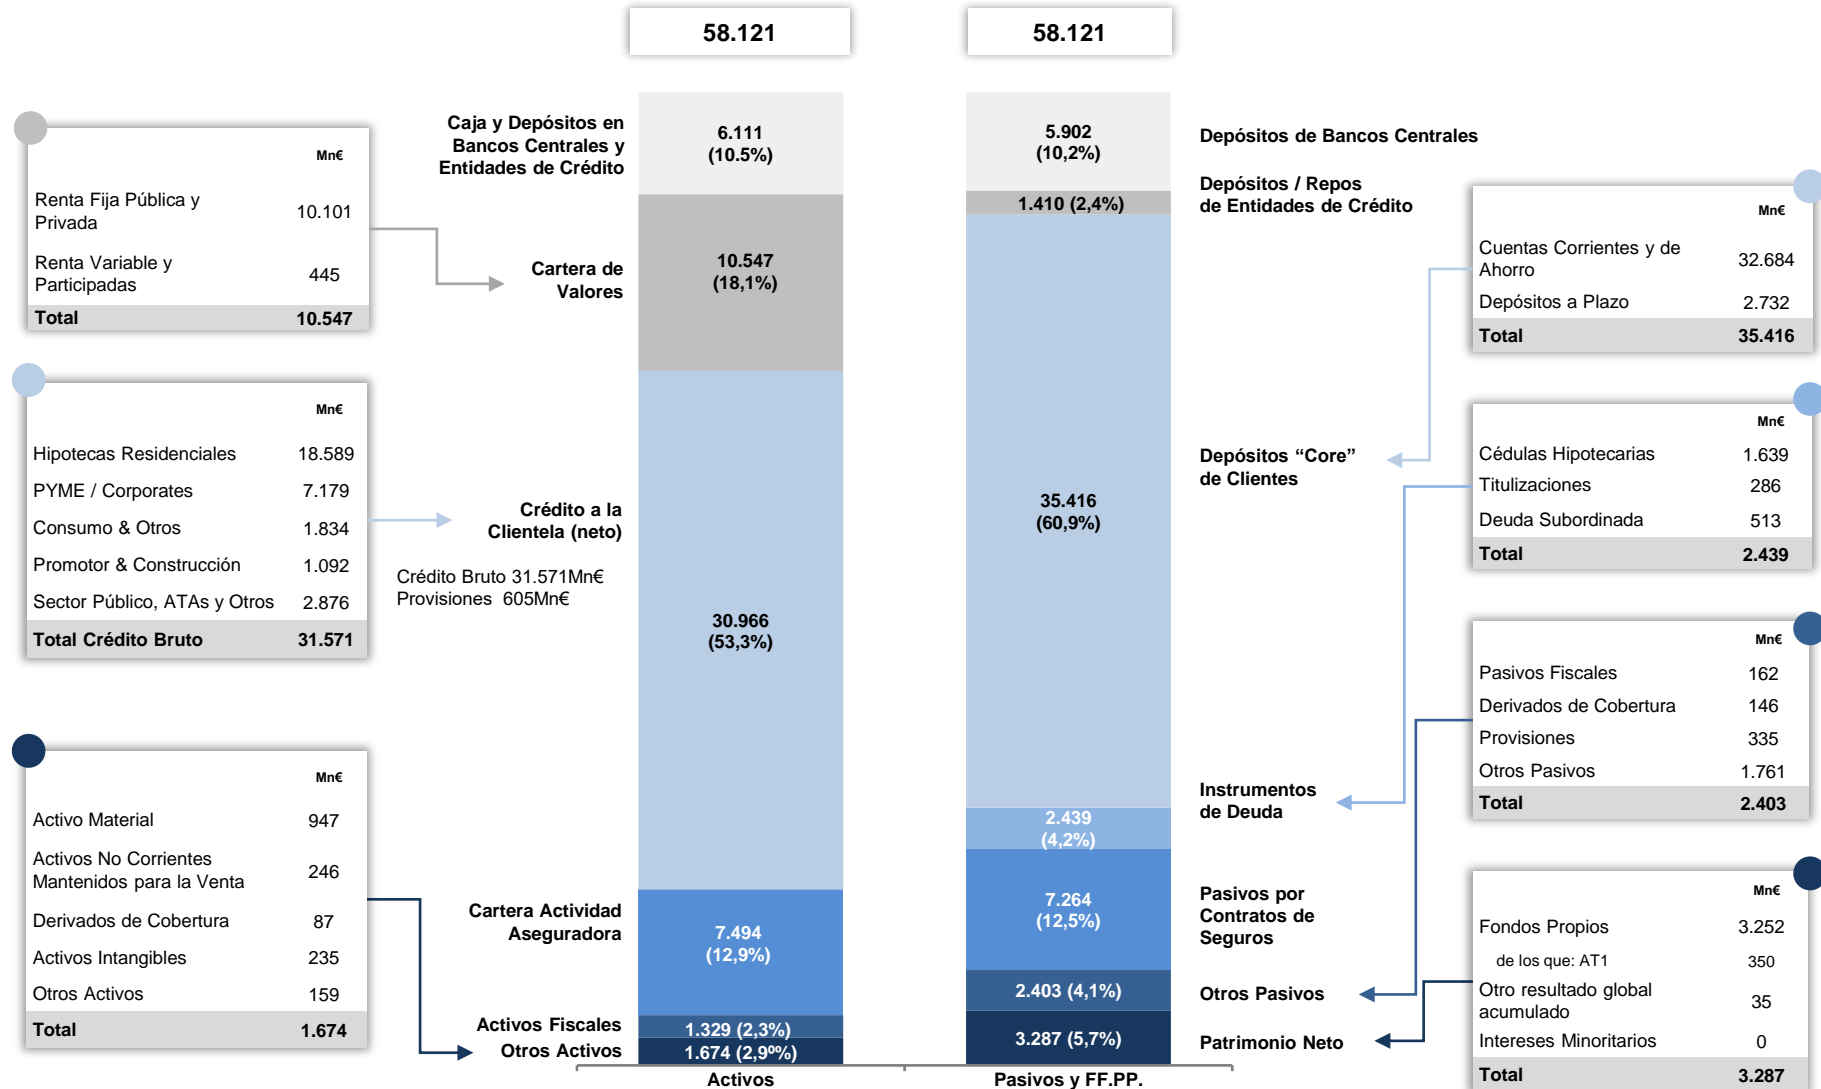 58.121
58.121
Mn€
Renta Fija Pública y
Privada
10.101
Renta Variable y
Participadas
445
Total 10.547
Mn€
Hipotecas Residenciales 18.589
PYME / Corporates 7.179
Consumo & Otros 1.834
Promotor & Construcción 1.092
Sector Público, ATAs y Otros 2.876
Total Crédito Bruto 31.571
Mn€
Activo Material 947
Activos No Corrientes
Mantenidos para la Venta
246
Derivados de Cobertura 87
Activos Intangibles 235
Otros Activos 159
Total 1.674
Caja y Depósitos en
Bancos Centrales y
Entidades de Crédito
Cartera de
Valores
Crédito a la
Clientela (neto)
Crédito Bruto 31.571Mn€
Provisiones 605Mn€
Cartera Actividad
Aseguradora
Activos Fiscales
Otros Activos
6.111
(10.5%)
10.547
(18,1%)
30.966
(53,3%)
7.494
(12,9%)
1.329 (2,3%)
1.674 (2,9º%)
Activos
5.902
(10,2%)
1.410 (2,4%)
35.416
(60,9%)
2.439
(4,2%)
7.264
(12,5%)
2.403 (4,1%)
3.287 (5,7%)
Pasivos y FF.PP.
Depósitos de Bancos Centrales
Depósitos / Repos
de Entidades de Crédito
Depósitos “Core”
de Clientes
Instrumentos
de Deuda
Pasivos por
Contratos de
Seguros
Otros Pasivos
Patrimonio Neto
Mn€
Cuentas Corrientes y de
Ahorro
32.684
Depósitos a Plazo 2.732
Total 35.416
Mn€
Cédulas Hipotecarias 1.639
Titulizaciones 286
Deuda Subordinada 513
Total 2.439
Mn€
Pasivos Fiscales 162
Derivados de Cobertura 146
Provisiones 335
Otros Pasivos 1.761
Total 2.403
Mn€
Fondos Propios 3.252
de los que: AT1 350
Otro resultado global
acumulado
35
Intereses Minoritarios 0
Total 3.287